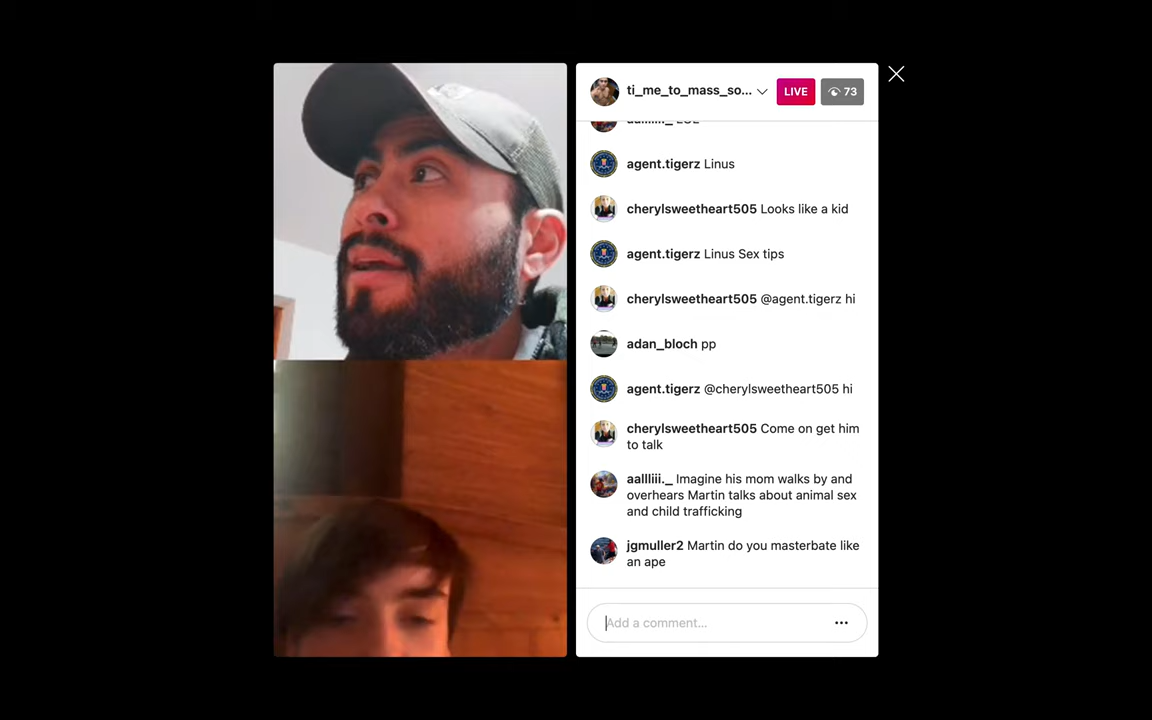 ti_me_to_mass_so...
LIVE
73
agent.tigerz Linus
cherylsweetheart505 Looks like a kid
agent.tigerz Linus Sex tips
cherylsweetheart505 @agent.tigerz hi
adan_bloch pp
agent.tigerz @cherylsweetheart505 hi
cherylsweetheart505 Come on get him
to talk
aallliii._ Imagine his mom walks by and
overhears Martin talks about animal sex
and child trafficking
jgmuller2 Martin do you masterbate like
an ape
Add a comment...